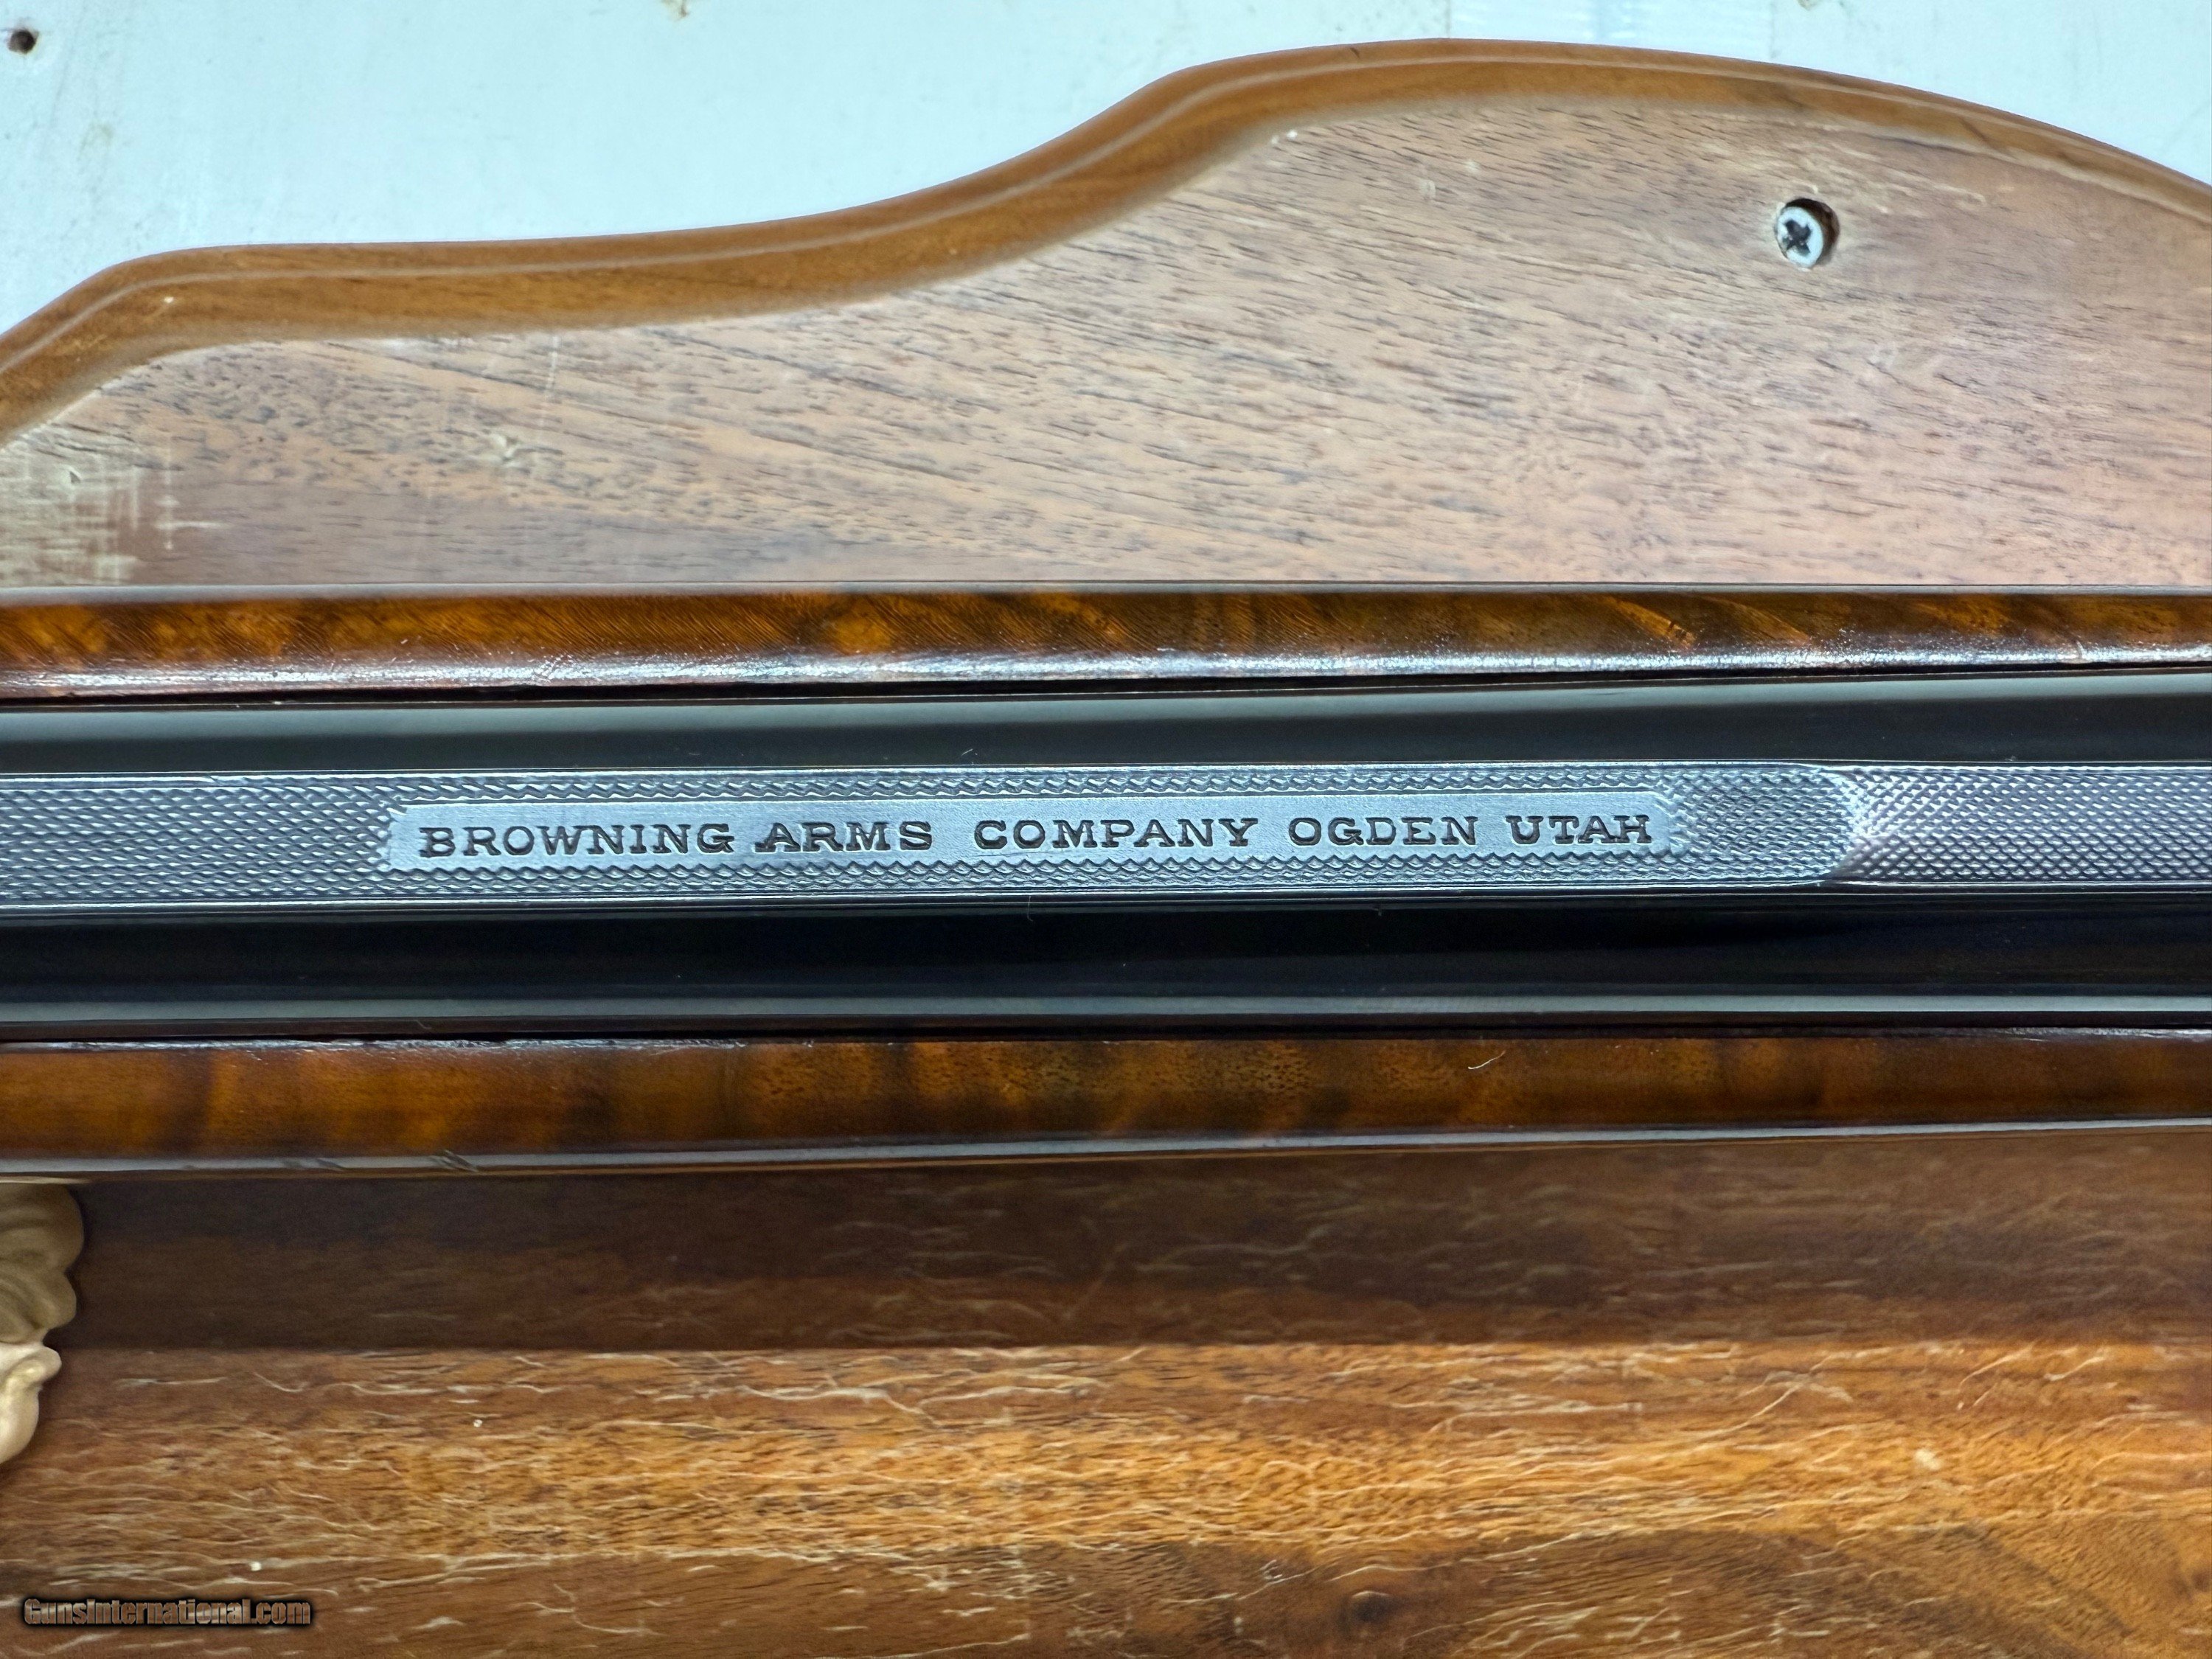 BROWNING ARMS COMPANY OGDEN UTAH
GunsInternational.com